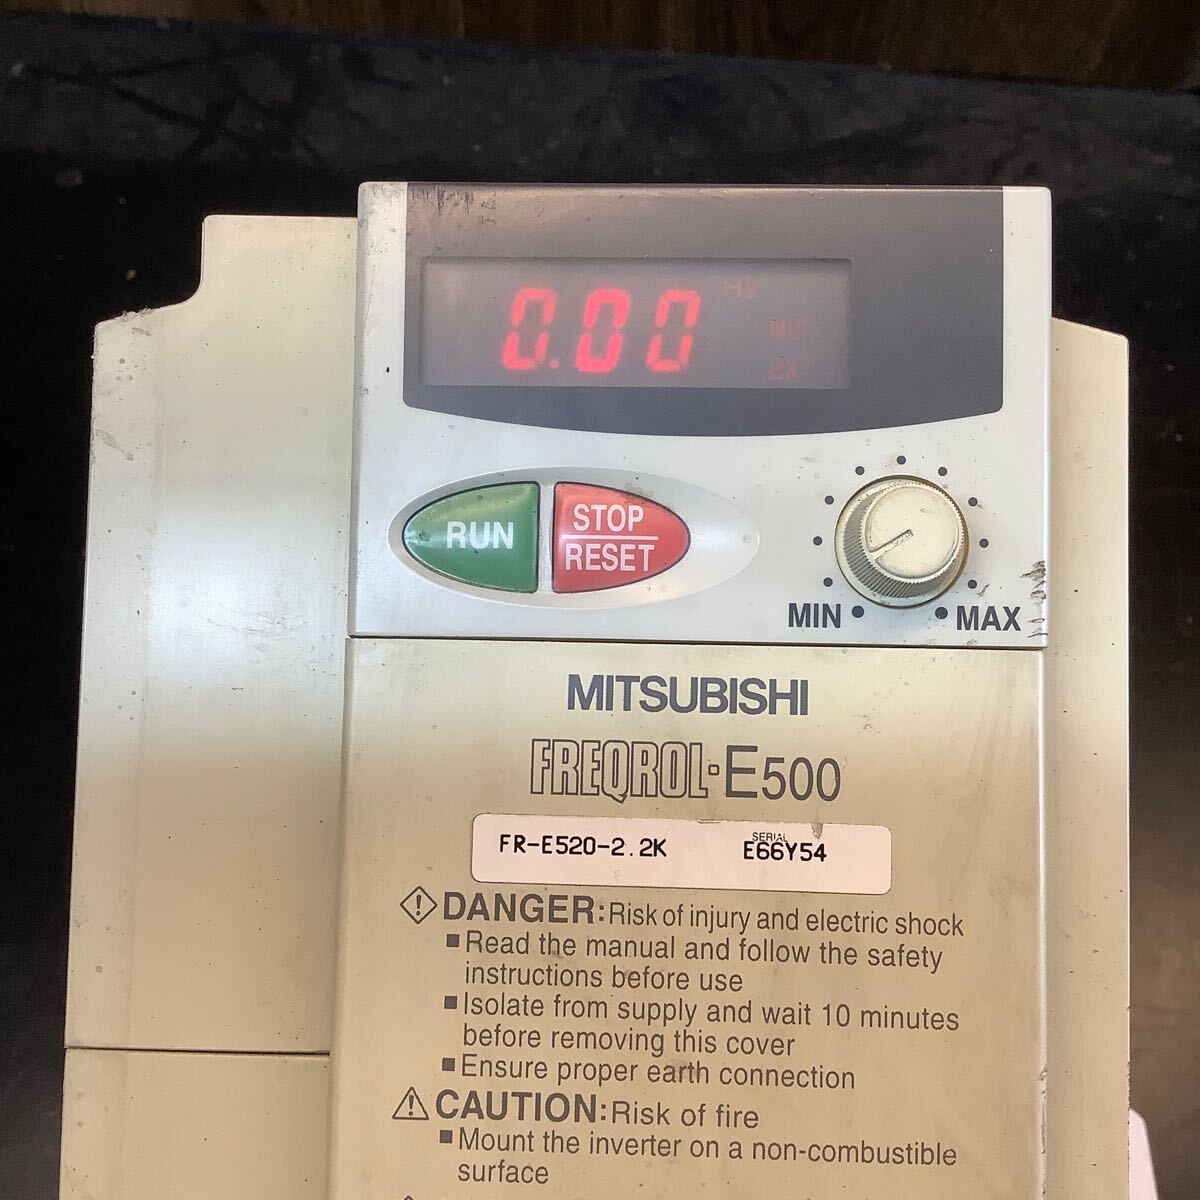 0.00
Hz
MON
EXT
RUN
STOP
RESET
MIN
MAX
MITSUBISHI
FREQROL-E500
SERIAL
FR-E520-2.2K E66Y54
DANGER: Risk of injury and electric shock
■ Read the manual and follow the safety
instructions before use
■ Isolate from supply and wait 10 minutes
before removing this cover
■ Ensure proper earth connection
CAUTION: Risk of fire
■ Mount the inverter on a non-combustible
surface